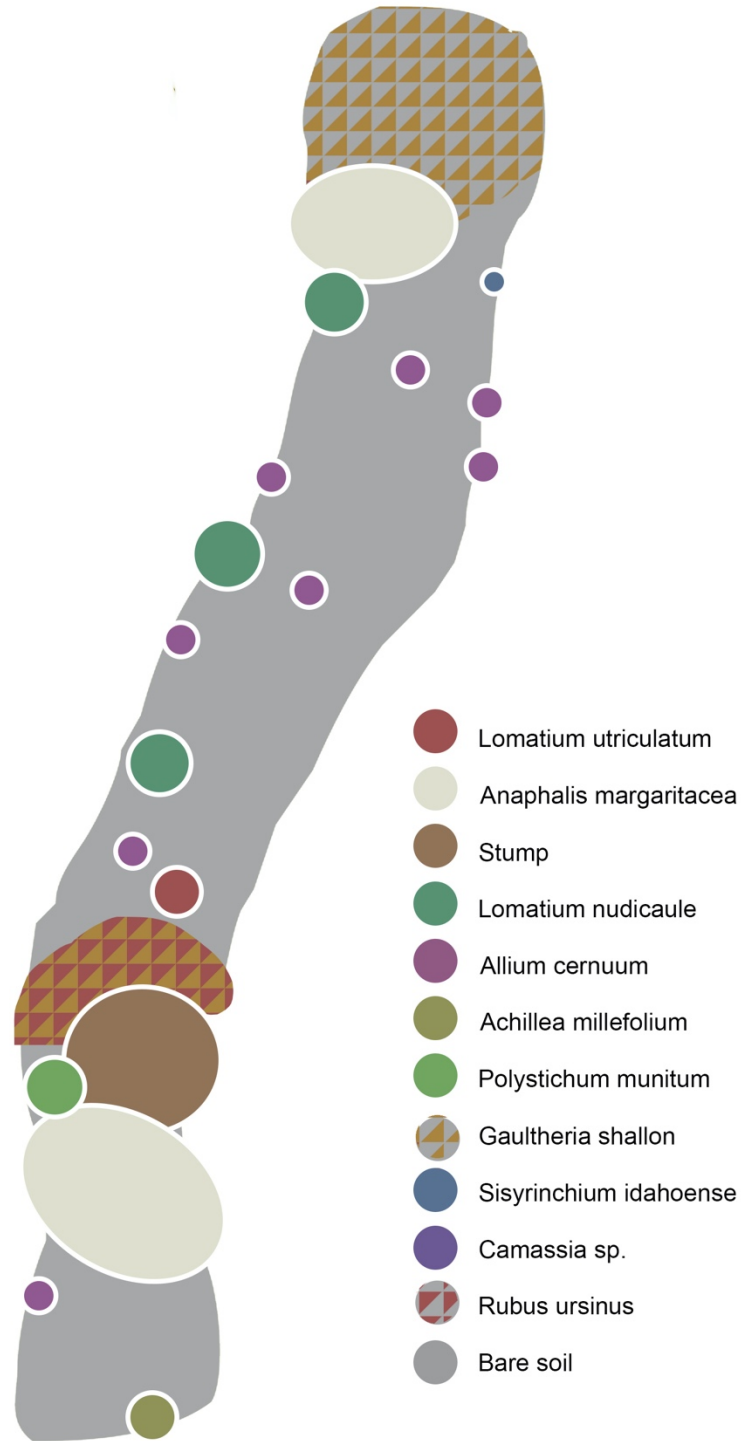 Lomatium utriculatum
Anaphalis margaritacea
Stump
Lomatium nudicaule
Allium cernuum
Achillea millefolium
Polystichum munitum
Gaultheria shallon
Sisyrinchium idahoense
Camassia sp.
Rubus ursinus
Bare soil